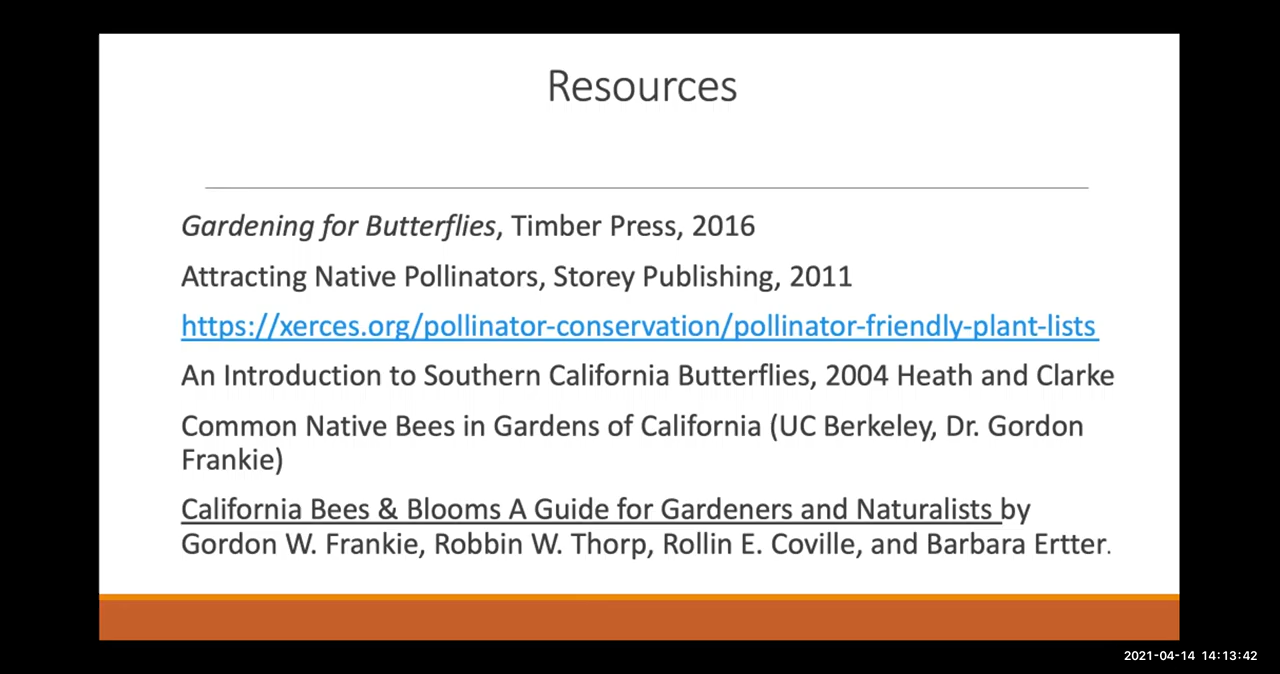 Resources
Gardening for Butterflies, Timber Press, 2016
Attracting Native Pollinators, Storey Publishing, 2011
https://xerces.org/pollinator-conservation/pollinator-friendly-plant-lists
An Introduction to Southern California Butterflies, 2004 Heath and Clarke
Common Native Bees in Gardens of California (UC Berkeley, Dr. Gordon
Frankie)
California Bees & Blooms A Guide for Gardeners and Naturalists by
Gordon W. Frankie, Robbin W. Thorp, Rollin E. Coville, and Barbara Ertter.
2021-04-14 14:13:42